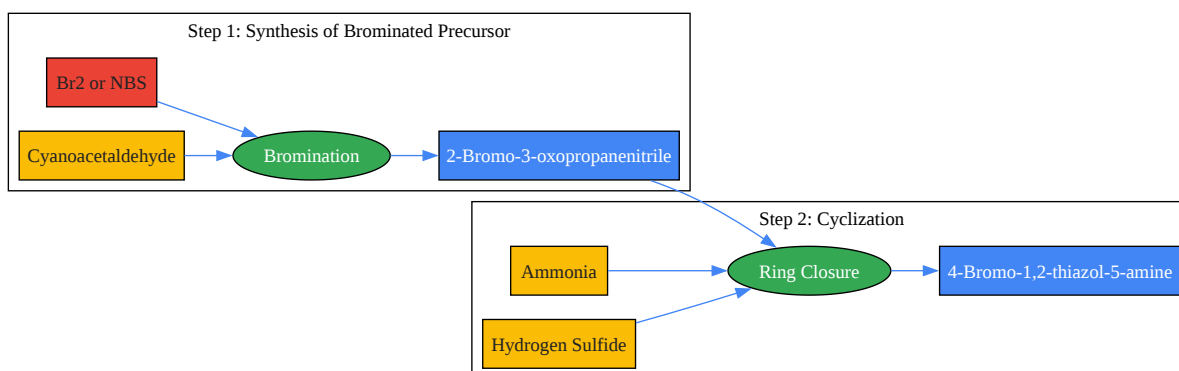 Step 1: Synthesis of Brominated Precursor
Br2 or NBS
Cyanoacetaldehyde
Bromination
2-Bromo-3-oxopropanenitrile
Step 2: Cyclization
Ammonia
Ring Closure
4-Bromo-1,2-thiazol-5-amine
Hydrogen Sulfide